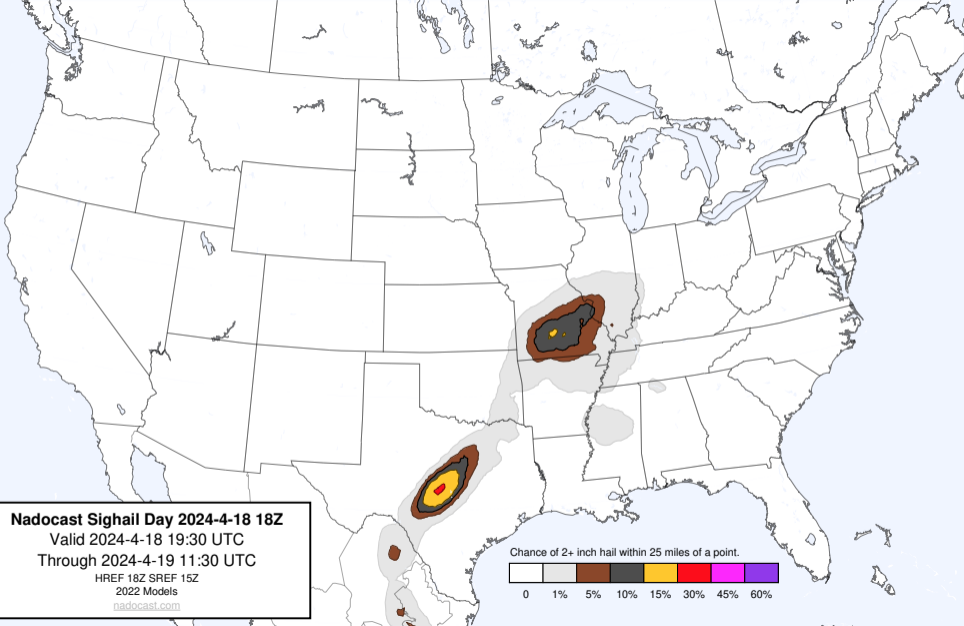 Nadocast Sighail Day 2024-4-18 18Z
Valid 2024-4-18 19:30 UTC
Through 2024-4-19 11:30 UTC
HREF 18Z SREF 15Z
2022 Models
nadocast.com
Chance of 2+ inch hail within 25 miles of a point.
0 1% 5% 10% 15% 30% 45% 60%